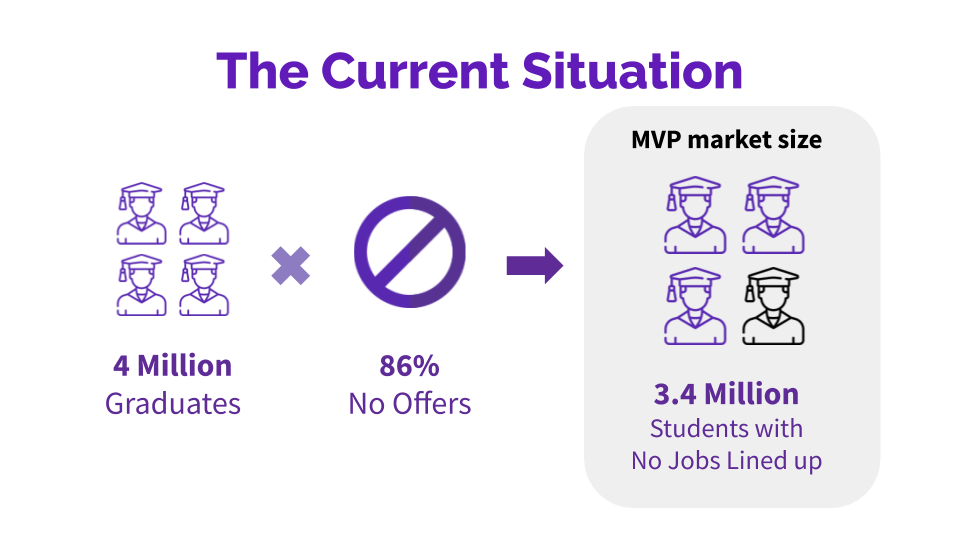 The Current Situation
MVP market size
4 Million
Graduates
86%
No Offers
3.4 Million
Students with
No Jobs Lined up